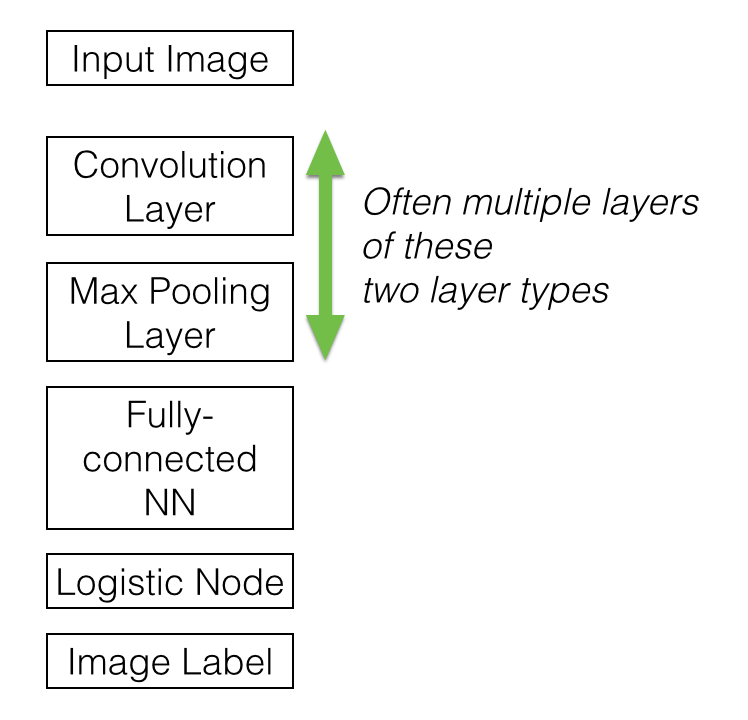 Input Image
Convolution
Layer
Often multiple layers
of these
two layer types
Max Pooling
Layer
Fully-
connected
NN
Logistic Node
Image Label